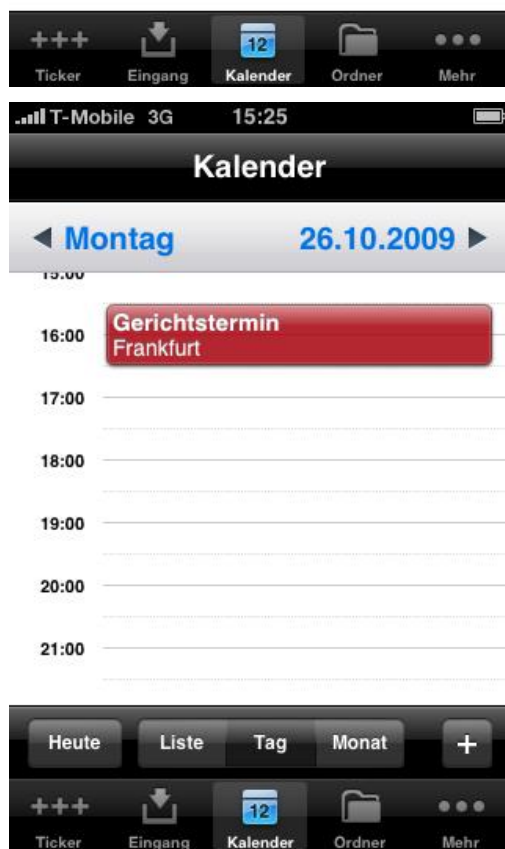 +++ 12
Ticker Eingang Kalender Ordner Mehr
T-Mobile 3G 15:25
Kalender
Montag 26.10.2009
15:00
Gerichtstermin
16:00 Frankfurt
17:00
18:00
19:00
20:00
21:00
Heute Liste Tag Monat +
+++ 12
Ticker Eingang Kalender Ordner Mehr